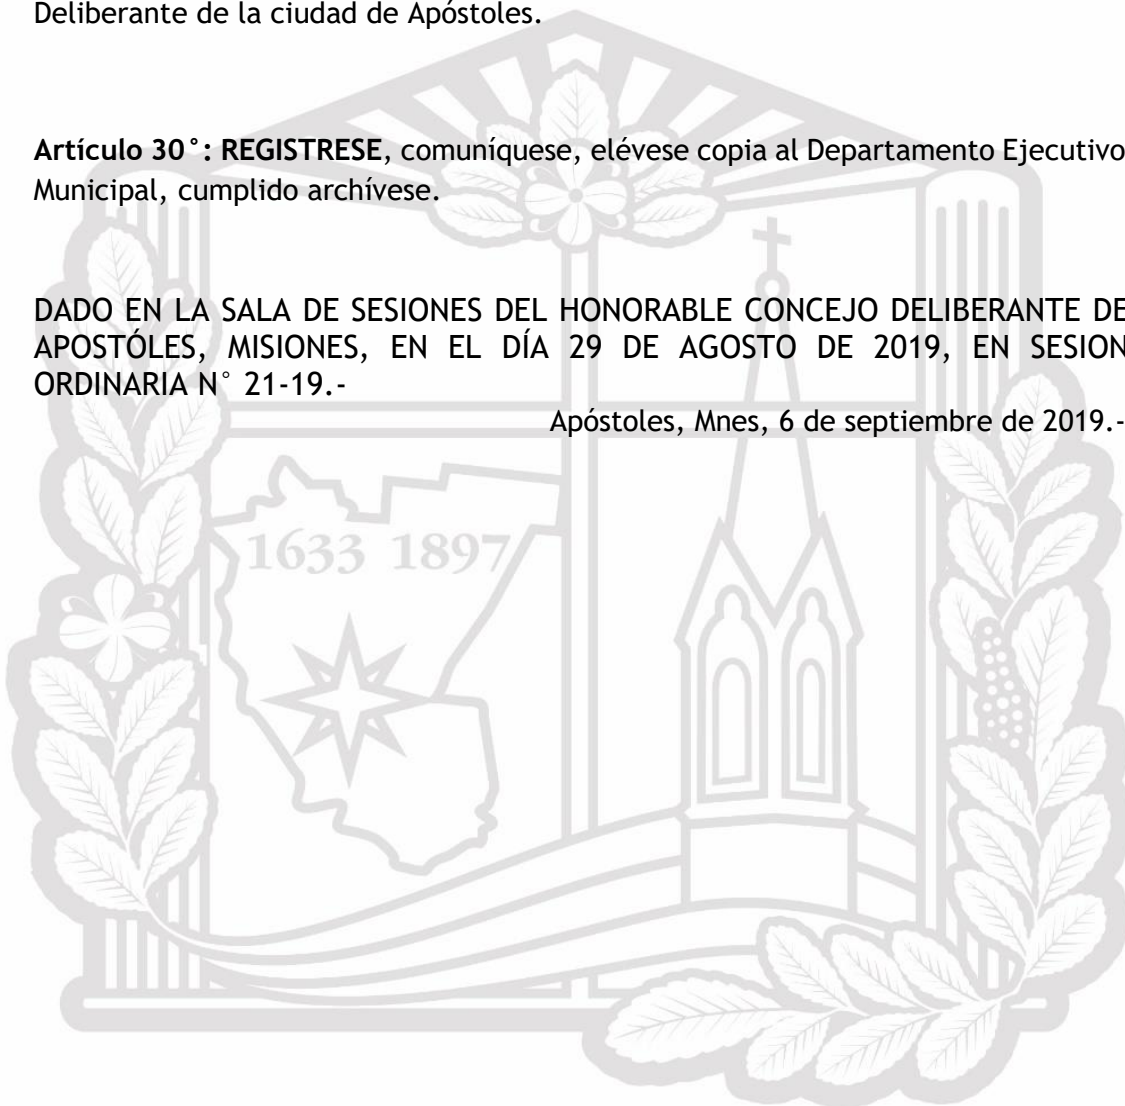 Deliberante de la ciudad de Apóstoles.
Artículo 30°: REGISTRESE, comuníquese, elévese copia al Departamento Ejecutivo
Municipal, cumplido archívese.
DADO EN LA SALA DE SESIONES DEL HONORABLE CONCEJO DELIBERANTE DE
APOSTÓLES, MISIONES, EN EL DÍA 29 DE AGOSTO DE 2019, EN SESION
ORDINARIA N° 21-19.-
Apóstoles, Mnes, 6 de septiembre de 2019.-
1633 1897